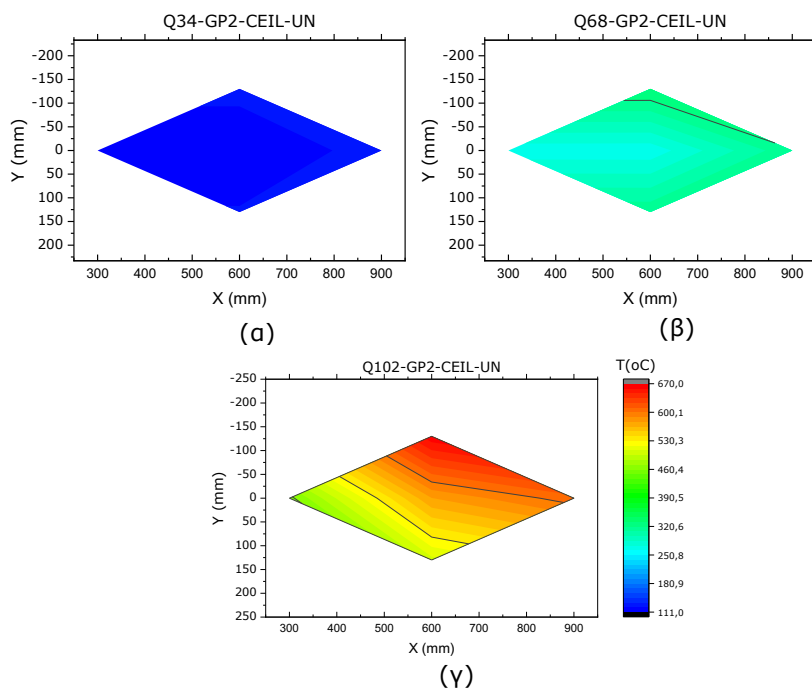 Q34-GP2-CEIL-UN
-200
-150
-100
-50
0
50
100
150
200
Y (mm)
300 400 500 600 700 800 900
X (mm)
(α)
Q68-GP2-CEIL-UN
-200
-150
-100
-50
0
50
100
150
200
Y (mm)
300 400 500 600 700 800 900
X (mm)
(β)
Q102-GP2-CEIL-UN
-250
-200
-150
-100
-50
0
50
100
150
200
250
Y (mm)
300 400 500 600 700 800 900
X (mm)
(γ)
T(oC)
670,0
600,1
530,3
460,4
390,5
320,6
250,8
180,9
111,0